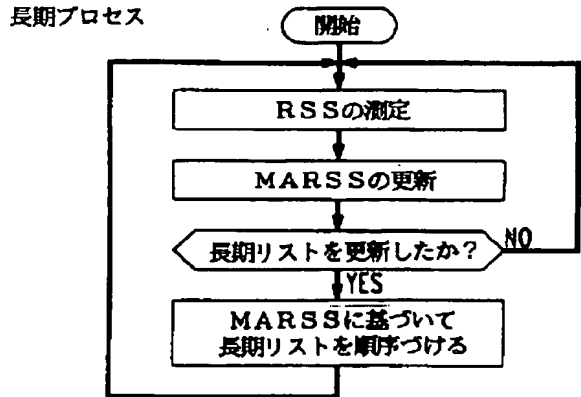 長期プロセス
開始
RSSの測定
MARSSの更新
長期リストを更新したか?
NO
YES
MARSSに基づいて
長期リストを順序づける